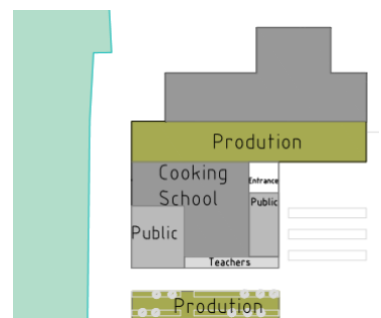 Prodution
Cooking
School
Entrance
Public
Public
Teachers
Prodution